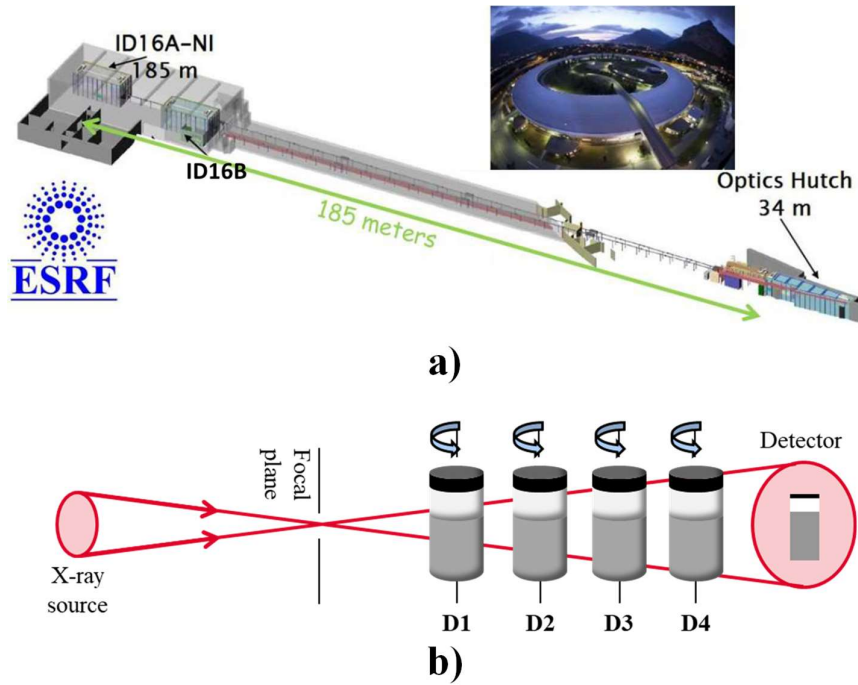 ID16A-NI
185 m
ID16B
185 meters
ESRF
Optics Hutch
34 m
a)
Focal
plane
Detector
X-ray
source
D1
D2
D3
D4
b)